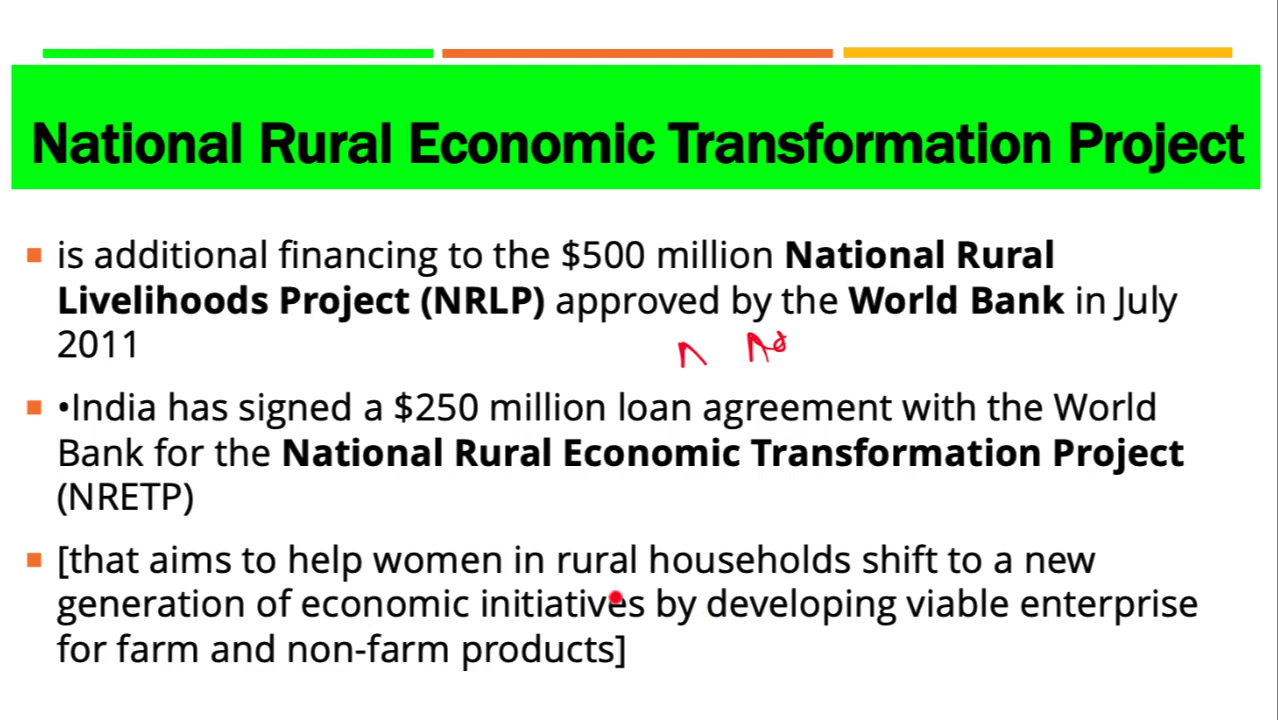 National Rural Economic Transformation Project
is additional financing to the $500 million National Rural
Livelihoods Project (NRLP) approved by the World Bank in July
2011
•India has signed a $250 million loan agreement with the World
Bank for the National Rural Economic Transformation Project
(NRETP)
[that aims to help women in rural households shift to a new
generation of economic initiatives by developing viable enterprise
for farm and non-farm products]